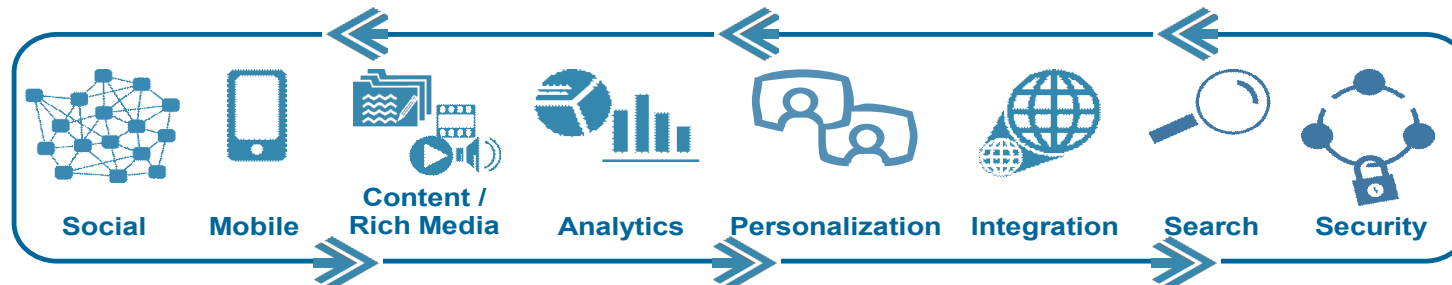 Social
Mobile
Content /
Rich Media
Analytics
Personalization
Integration
Search
Security